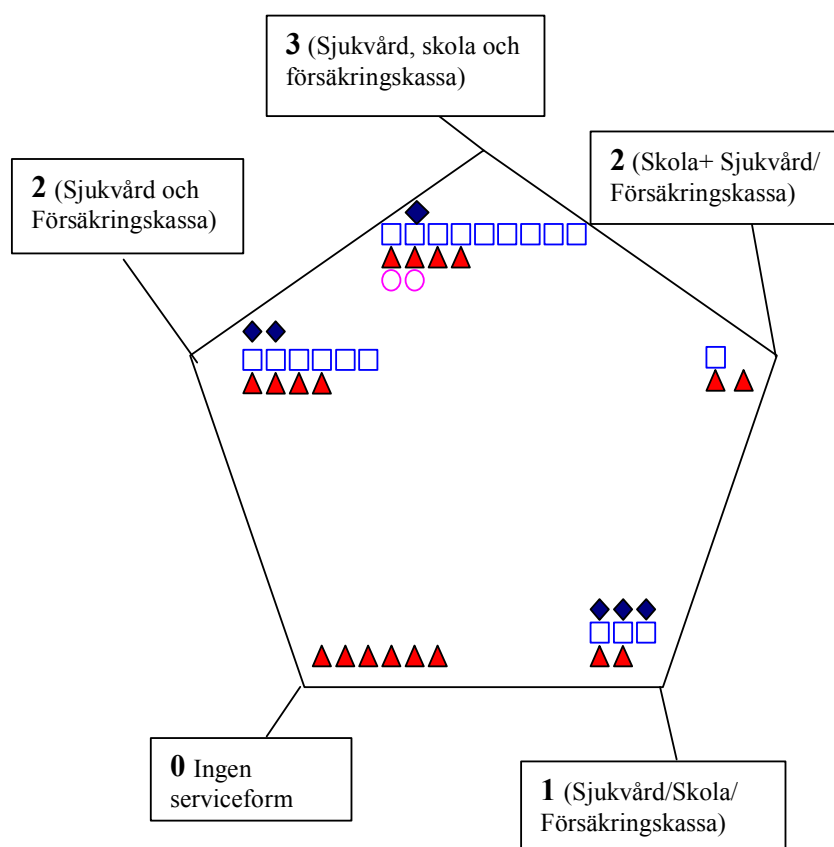 3 (Sjukvård, skola och
försäkringskassa)
2 (Skola+ Sjukvård/
Försäkringskassa)
2 (Sjukvård och
Försäkringskassa)
0 Ingen
serviceform
1 (Sjukvård/Skola/
Försäkringskassa)